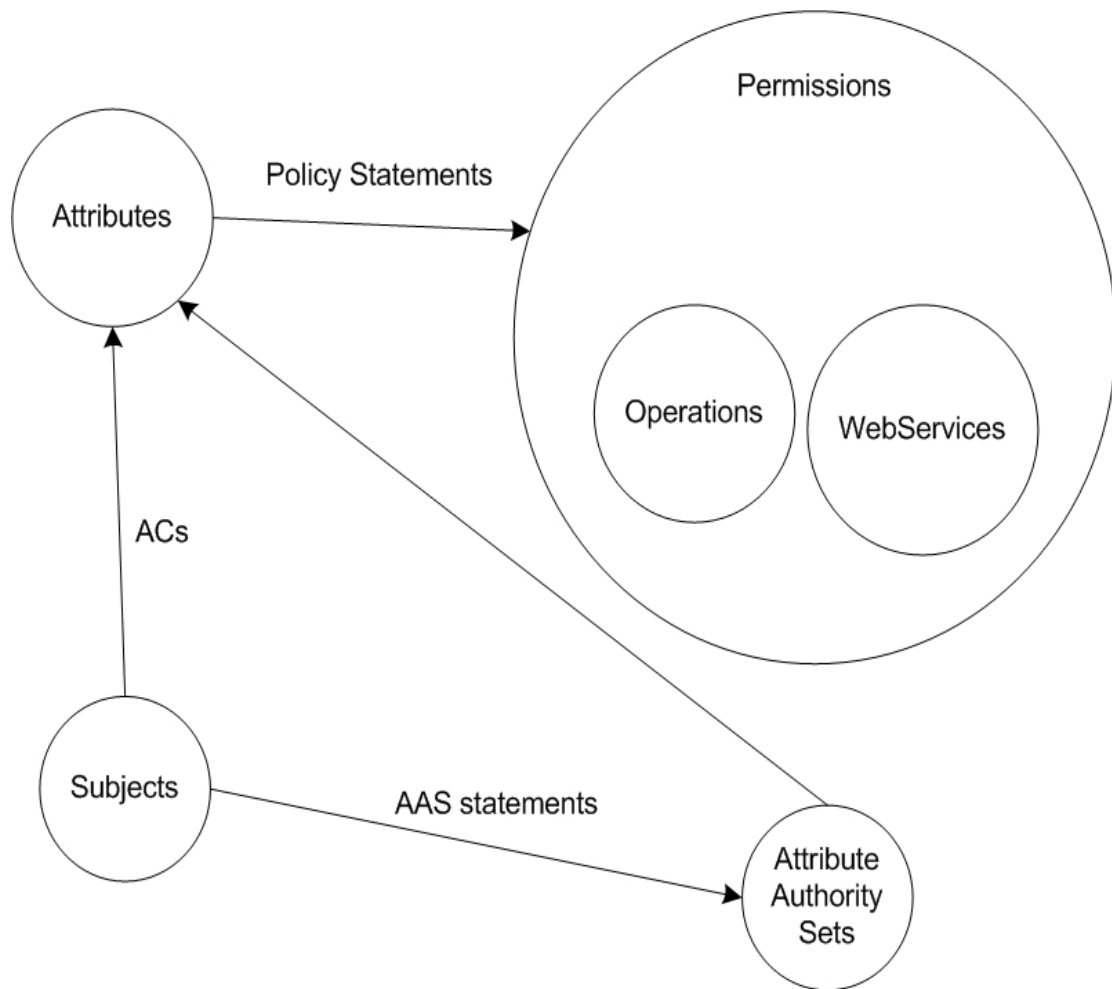 Permissions
Policy Statements
Attributes
Operations
WebServices
ACs
Subjects
AAS statements
Attribute
Authority
Sets